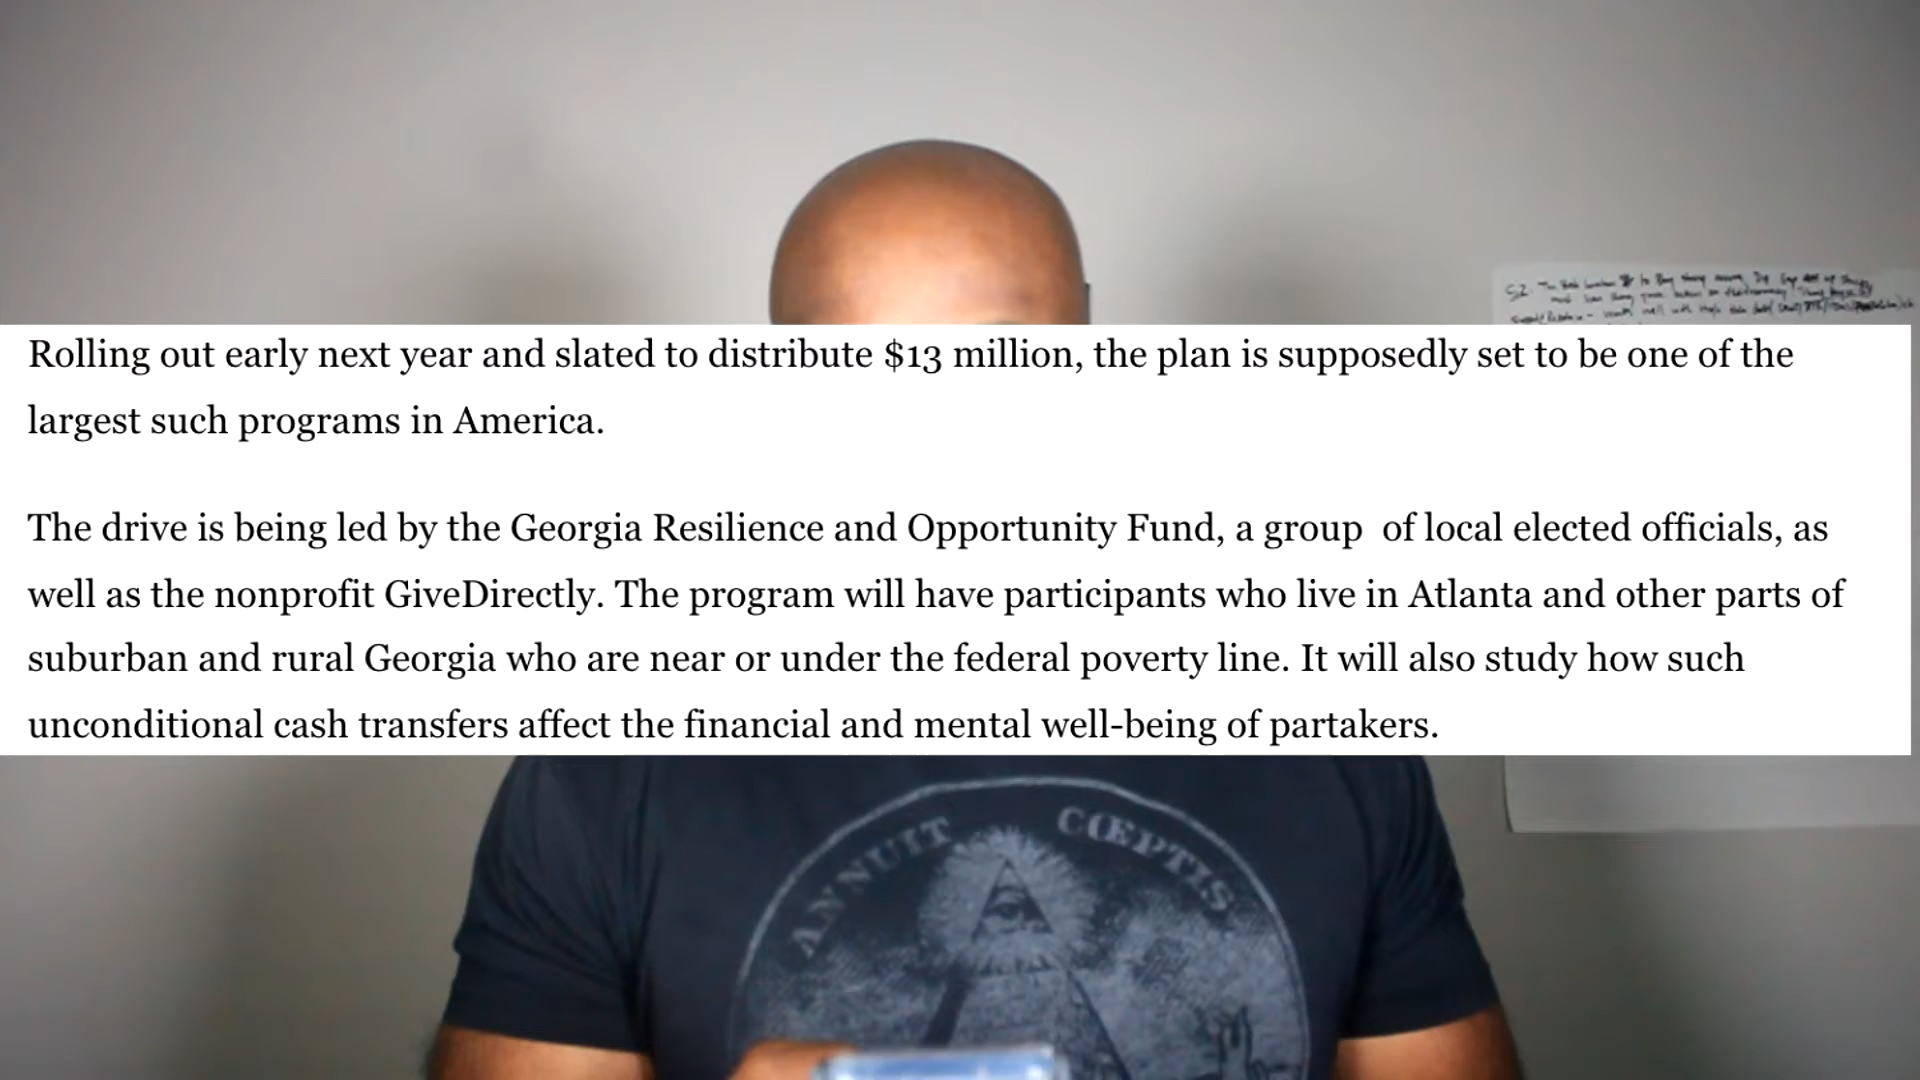 Rolling out early next year and slated to distribute $13 million, the plan is supposedly set to be one of the
largest such programs in America.
The drive is being led by the Georgia Resilience and Opportunity Fund, a group of local elected officials, as
well as the nonprofit GiveDirectly. The program will have participants who live in Atlanta and other parts of
suburban and rural Georgia who are near or under the federal poverty line. It will also study how such
unconditional cash transfers affect the financial and mental well-being of partakers.
ANNUIT CŒPTIS